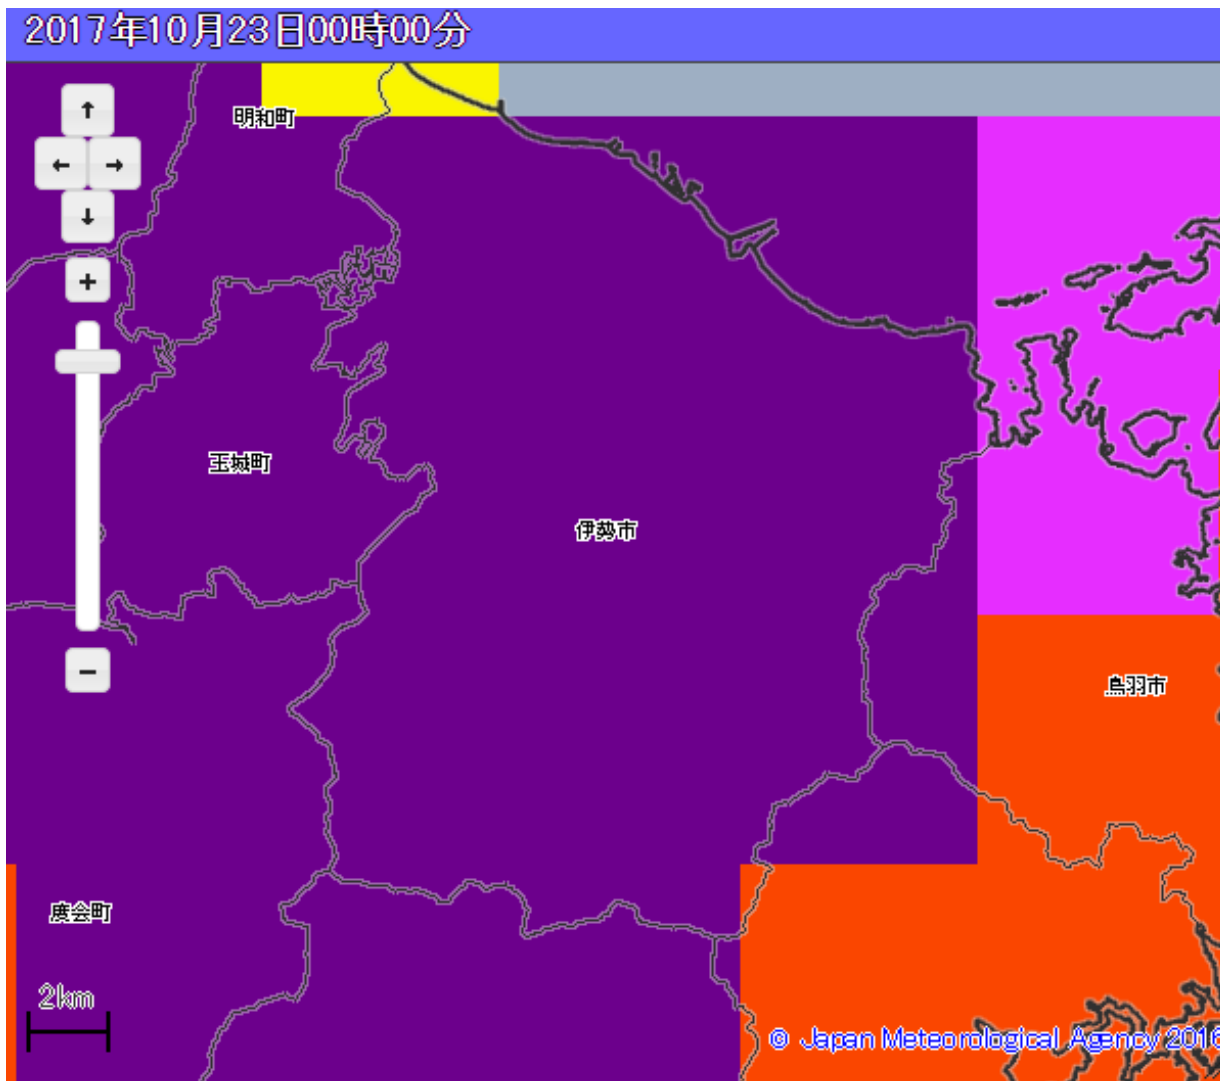 2017年10月23日00時00分
明和町
↑
← →
↓
+
玉城町
伊勢市
−
鳥羽市
度会町
2km
© Japan Meteorological Agency 2016